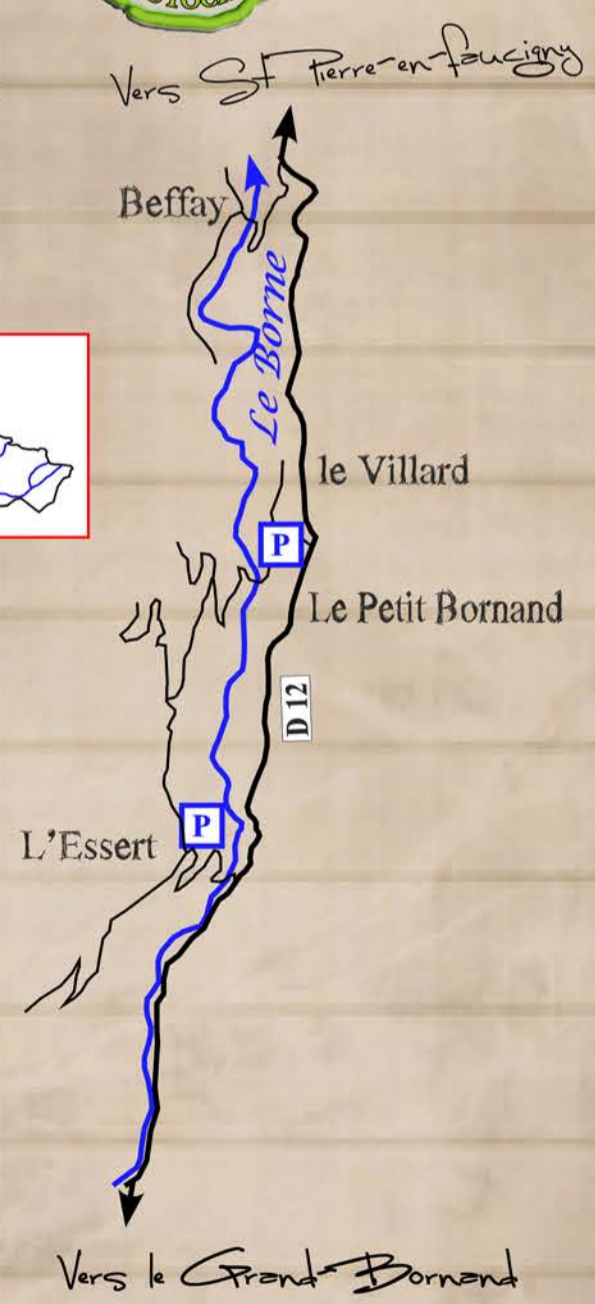 Vers St Pierre-en-faucigny
Beffay
Le Borne
le Villard
P
Le Petit Bornand
D 12
P
L'Essert
Vers le Grand-Bornand